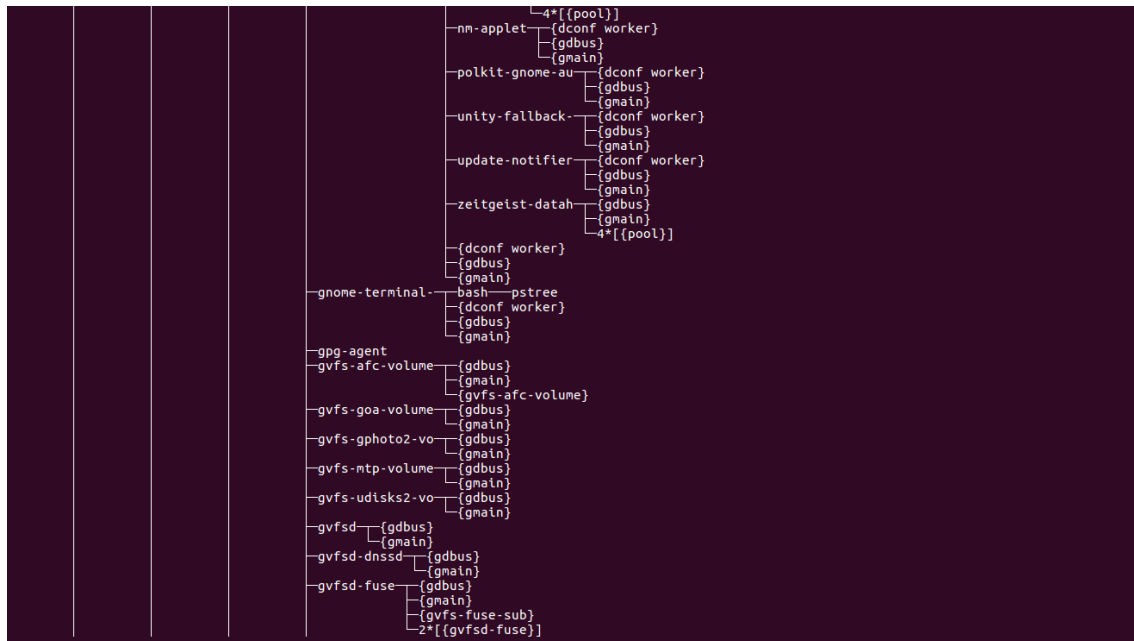 └─4*[{pool}]
├─nm-applet─┬─{dconf worker}
│ ├─{gdbus}
│ └─{gmain}
├─polkit-gnome-au─┬─{dconf worker}
│ ├─{gdbus}
│ └─{gmain}
├─unity-fallback-─┬─{dconf worker}
│ ├─{gdbus}
│ └─{gmain}
├─update-notifier─┬─{dconf worker}
│ ├─{gdbus}
│ └─{gmain}
├─zeitgeist-datah─┬─{gdbus}
│ ├─{gmain}
│ └─4*[{pool}]
├─{dconf worker}
├─{gdbus}
└─{gmain}
├─gnome-terminal-─┬─bash───pstree
│ ├─{dconf worker}
│ ├─{gdbus}
│ └─{gmain}
├─gpg-agent
├─gvfs-afc-volume─┬─{gdbus}
│ ├─{gmain}
│ └─{gvfs-afc-volume}
├─gvfs-goa-volume─┬─{gdbus}
│ └─{gmain}
├─gvfs-gphoto2-vo─┬─{gdbus}
│ └─{gmain}
├─gvfs-mtp-volume─┬─{gdbus}
│ └─{gmain}
├─gvfs-udisks2-vo─┬─{gdbus}
│ └─{gmain}
├─gvfsd─┬─{gdbus}
│ └─{gmain}
├─gvfsd-dnssd─┬─{gdbus}
│ └─{gmain}
├─gvfsd-fuse─┬─{gdbus}
│ ├─{gmain}
│ ├─{gvfs-fuse-sub}
│ └─2*[{gvfsd-fuse}]